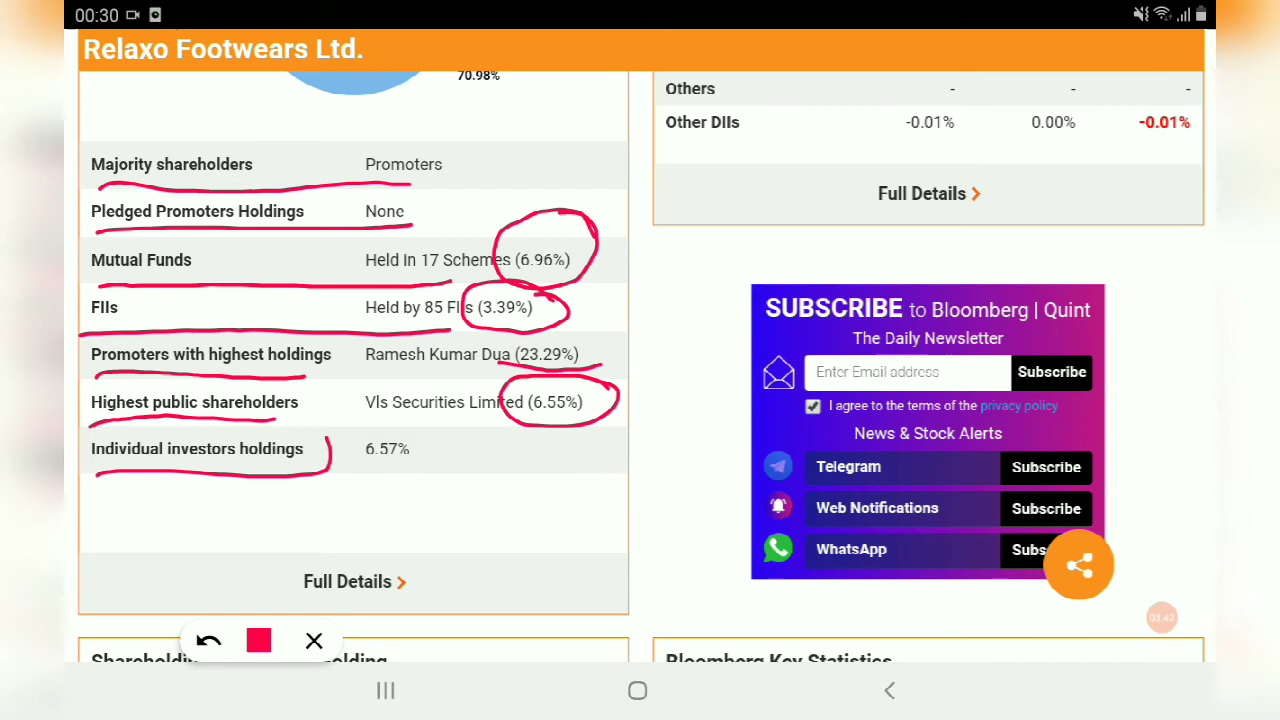 00:30
Relaxo Footwears Ltd.
70.98%
Majority shareholders Promoters
Pledged Promoters Holdings None
Mutual Funds Held In 17 Schemes (6.96%)
FIIs Held by 85 FIIs (3.39%)
Promoters with highest holdings Ramesh Kumar Dua (23.29%)
Highest public shareholders Vls Securities Limited (6.55%)
Individual investors holdings 6.57%
Full Details
Others - - -
Other DIIs -0.01% 0.00% -0.01%
Full Details
SUBSCRIBE to Bloomberg | Quint
The Daily Newsletter
Enter Email address Subscribe
I agree to the terms of the privacy policy
News & Stock Alerts
Telegram Subscribe
Web Notifications Subscribe
WhatsApp Subs
03:42
Bloomberg Key Statistics